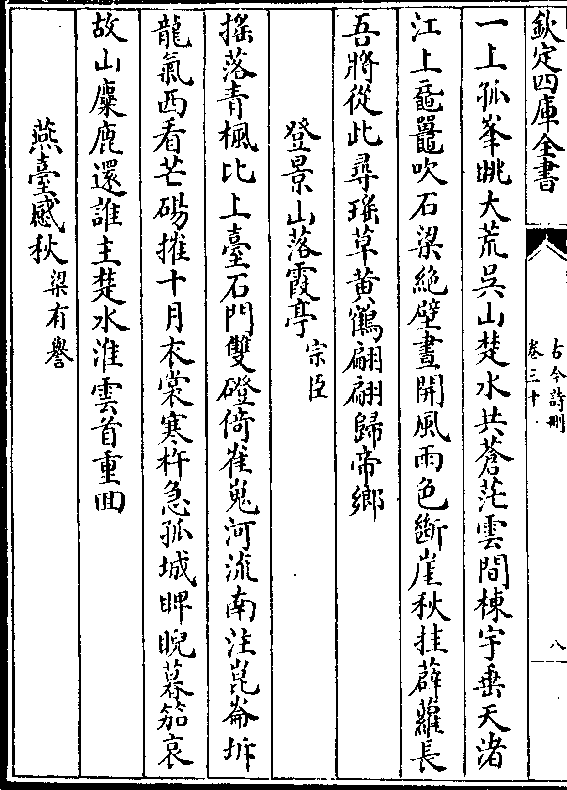 欽定四庫全書
古今詩刪
卷三十
八
一上孤峯眺大荒吳山楚水共蒼茫雲間棟宇垂天渚
江上黿鼉吹石梁絶壁晝開風雨色斷崖秋挂薜蘿長
吾將從此尋瑶草黄鶴翩翩歸帝鄉
登景山落霞亭 宗臣
摇落青楓比上臺石門雙磴倚崔嵬河流南注崑崙坼
龍氣西看芒碭摧十月衣裳寒杵急孤城睥睨暮笳哀
故山麋鹿還誰主楚水淮雲首重囬
燕臺感秋 梁有譽